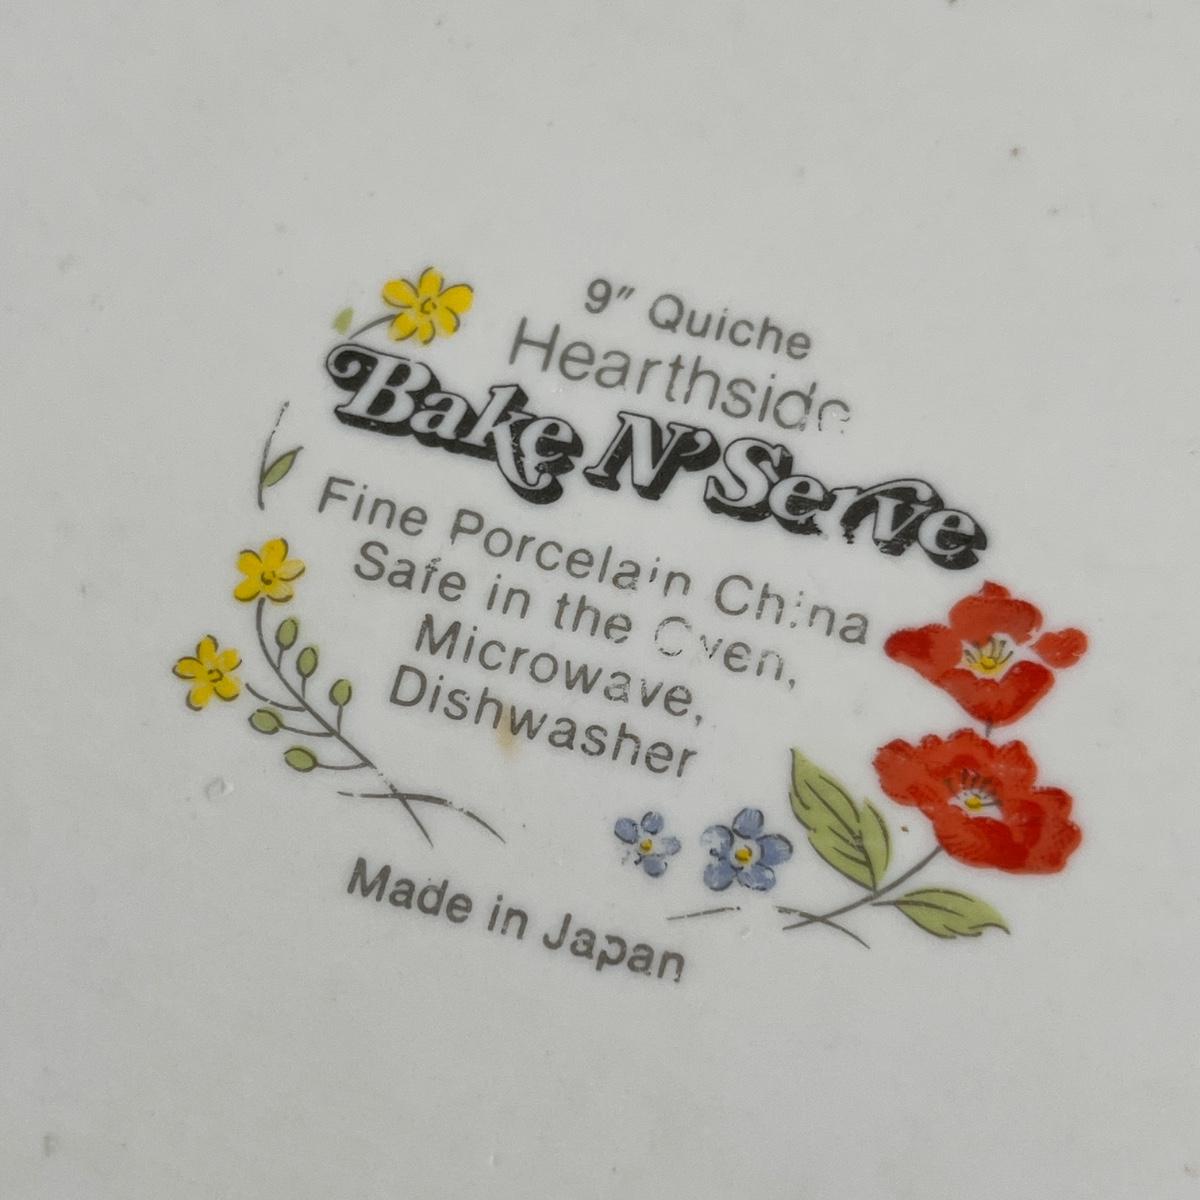 9" Quiche
Hearthside
Bake N' Serve
Fine Porcelain China
Safe in the Oven,
Microwave,
Dishwasher
Made in Japan